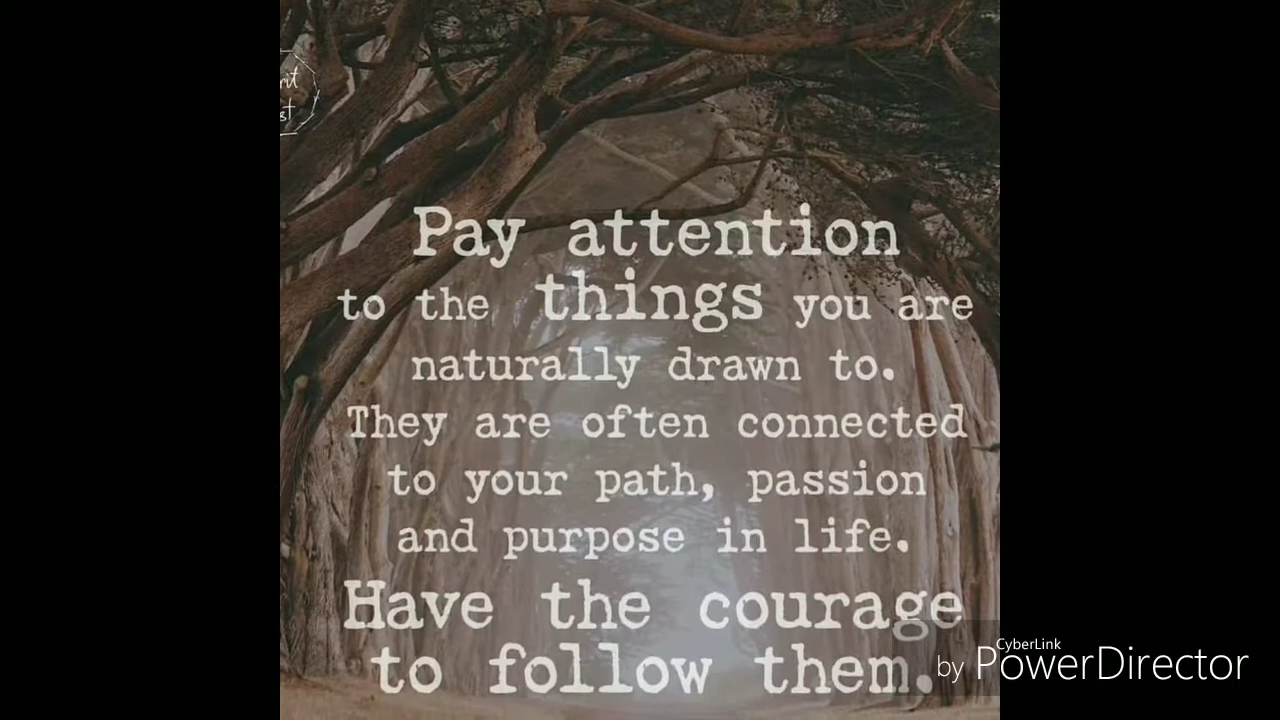 Pay attention
to the things you are
naturally drawn to.
They are often connected
to your path, passion
and purpose in life.
Have the courage
to follow them.
CyberLink
by PowerDirector